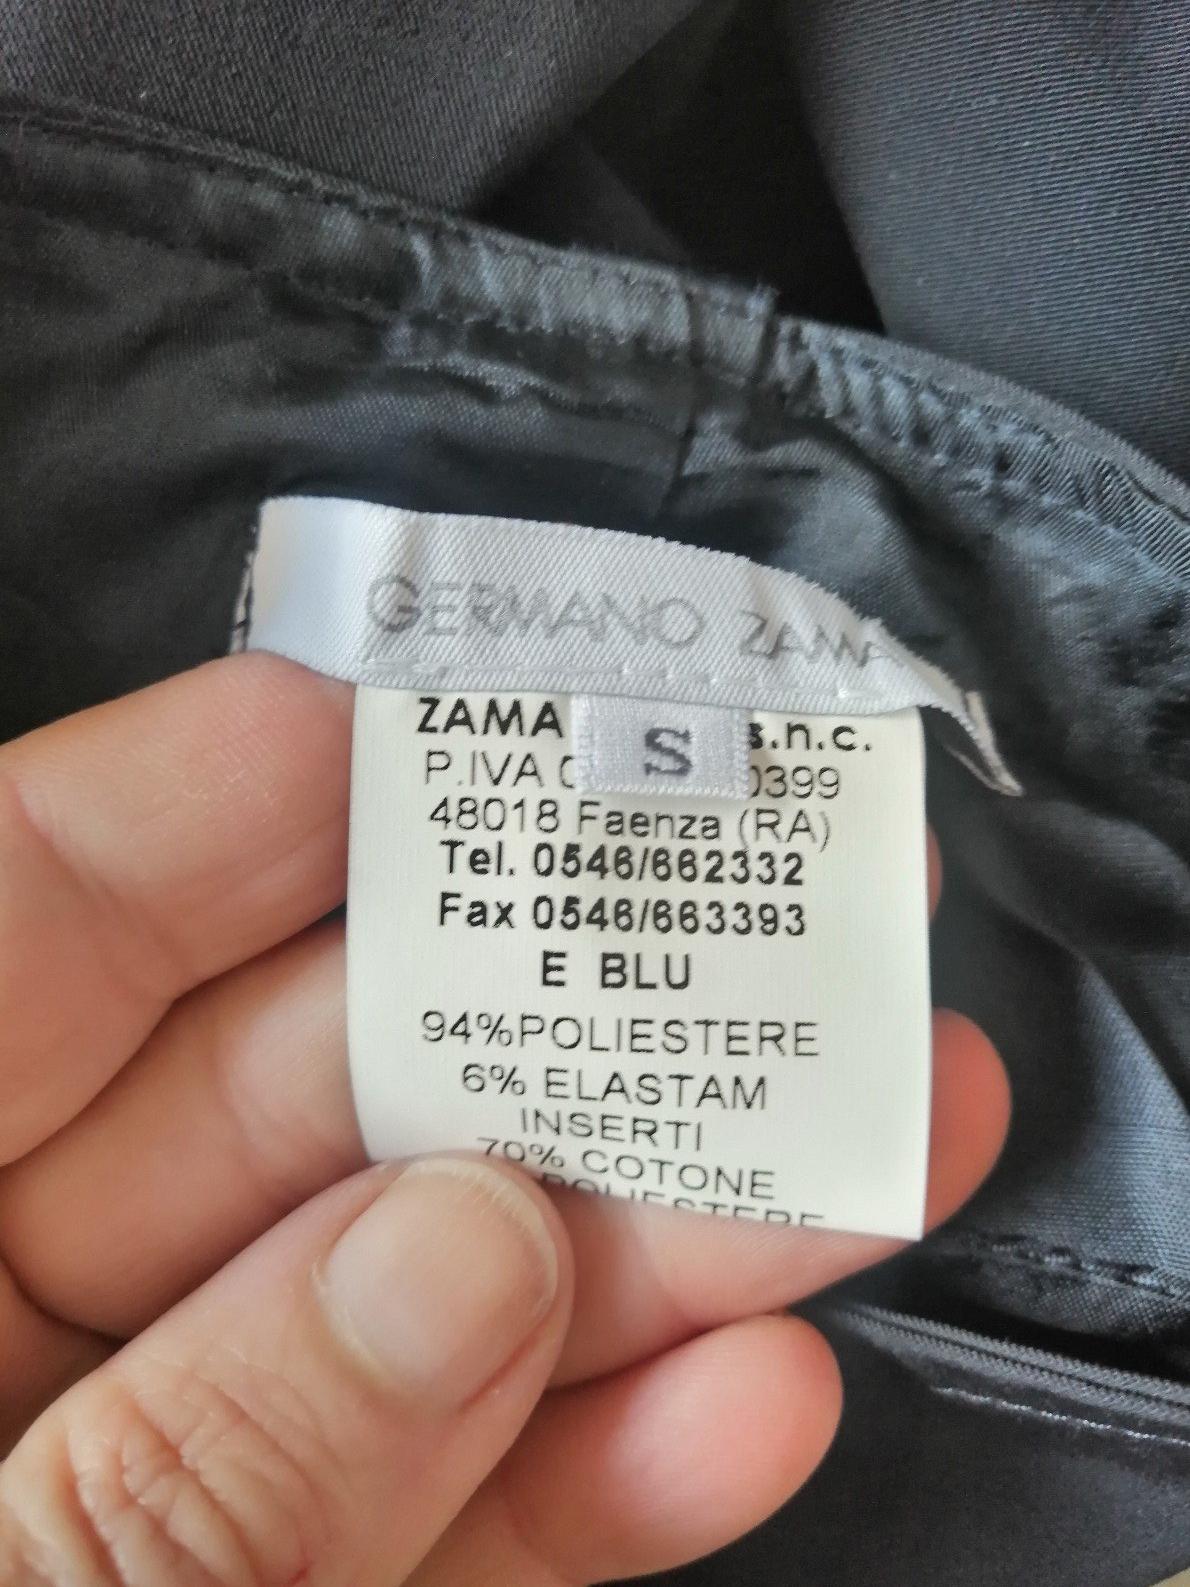 GERMANO ZAMA
S
ZAMA s.n.c.
P.IVA 0399
48018 Faenza (RA)
Tel. 0546/662332
Fax 0546/663393
E BLU
94%POLIESTERE
6% ELASTAM
INSERTI
70% COTONE
POLIESTERE